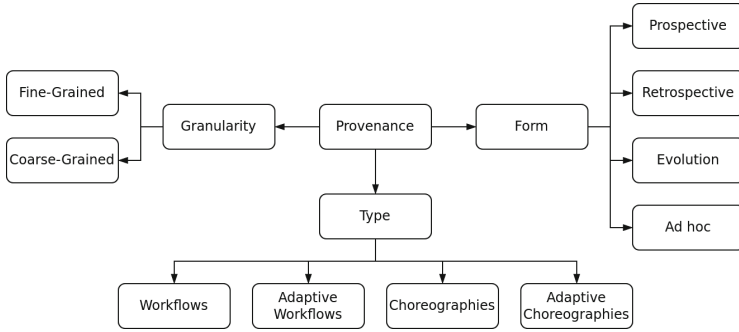 Prospective
Fine-Grained
Retrospective
Granularity
Provenance
Form
Coarse-Grained
Evolution
Type
Ad hoc
Workflows
Adaptive
Workflows
Choreographies
Adaptive
Choreographies